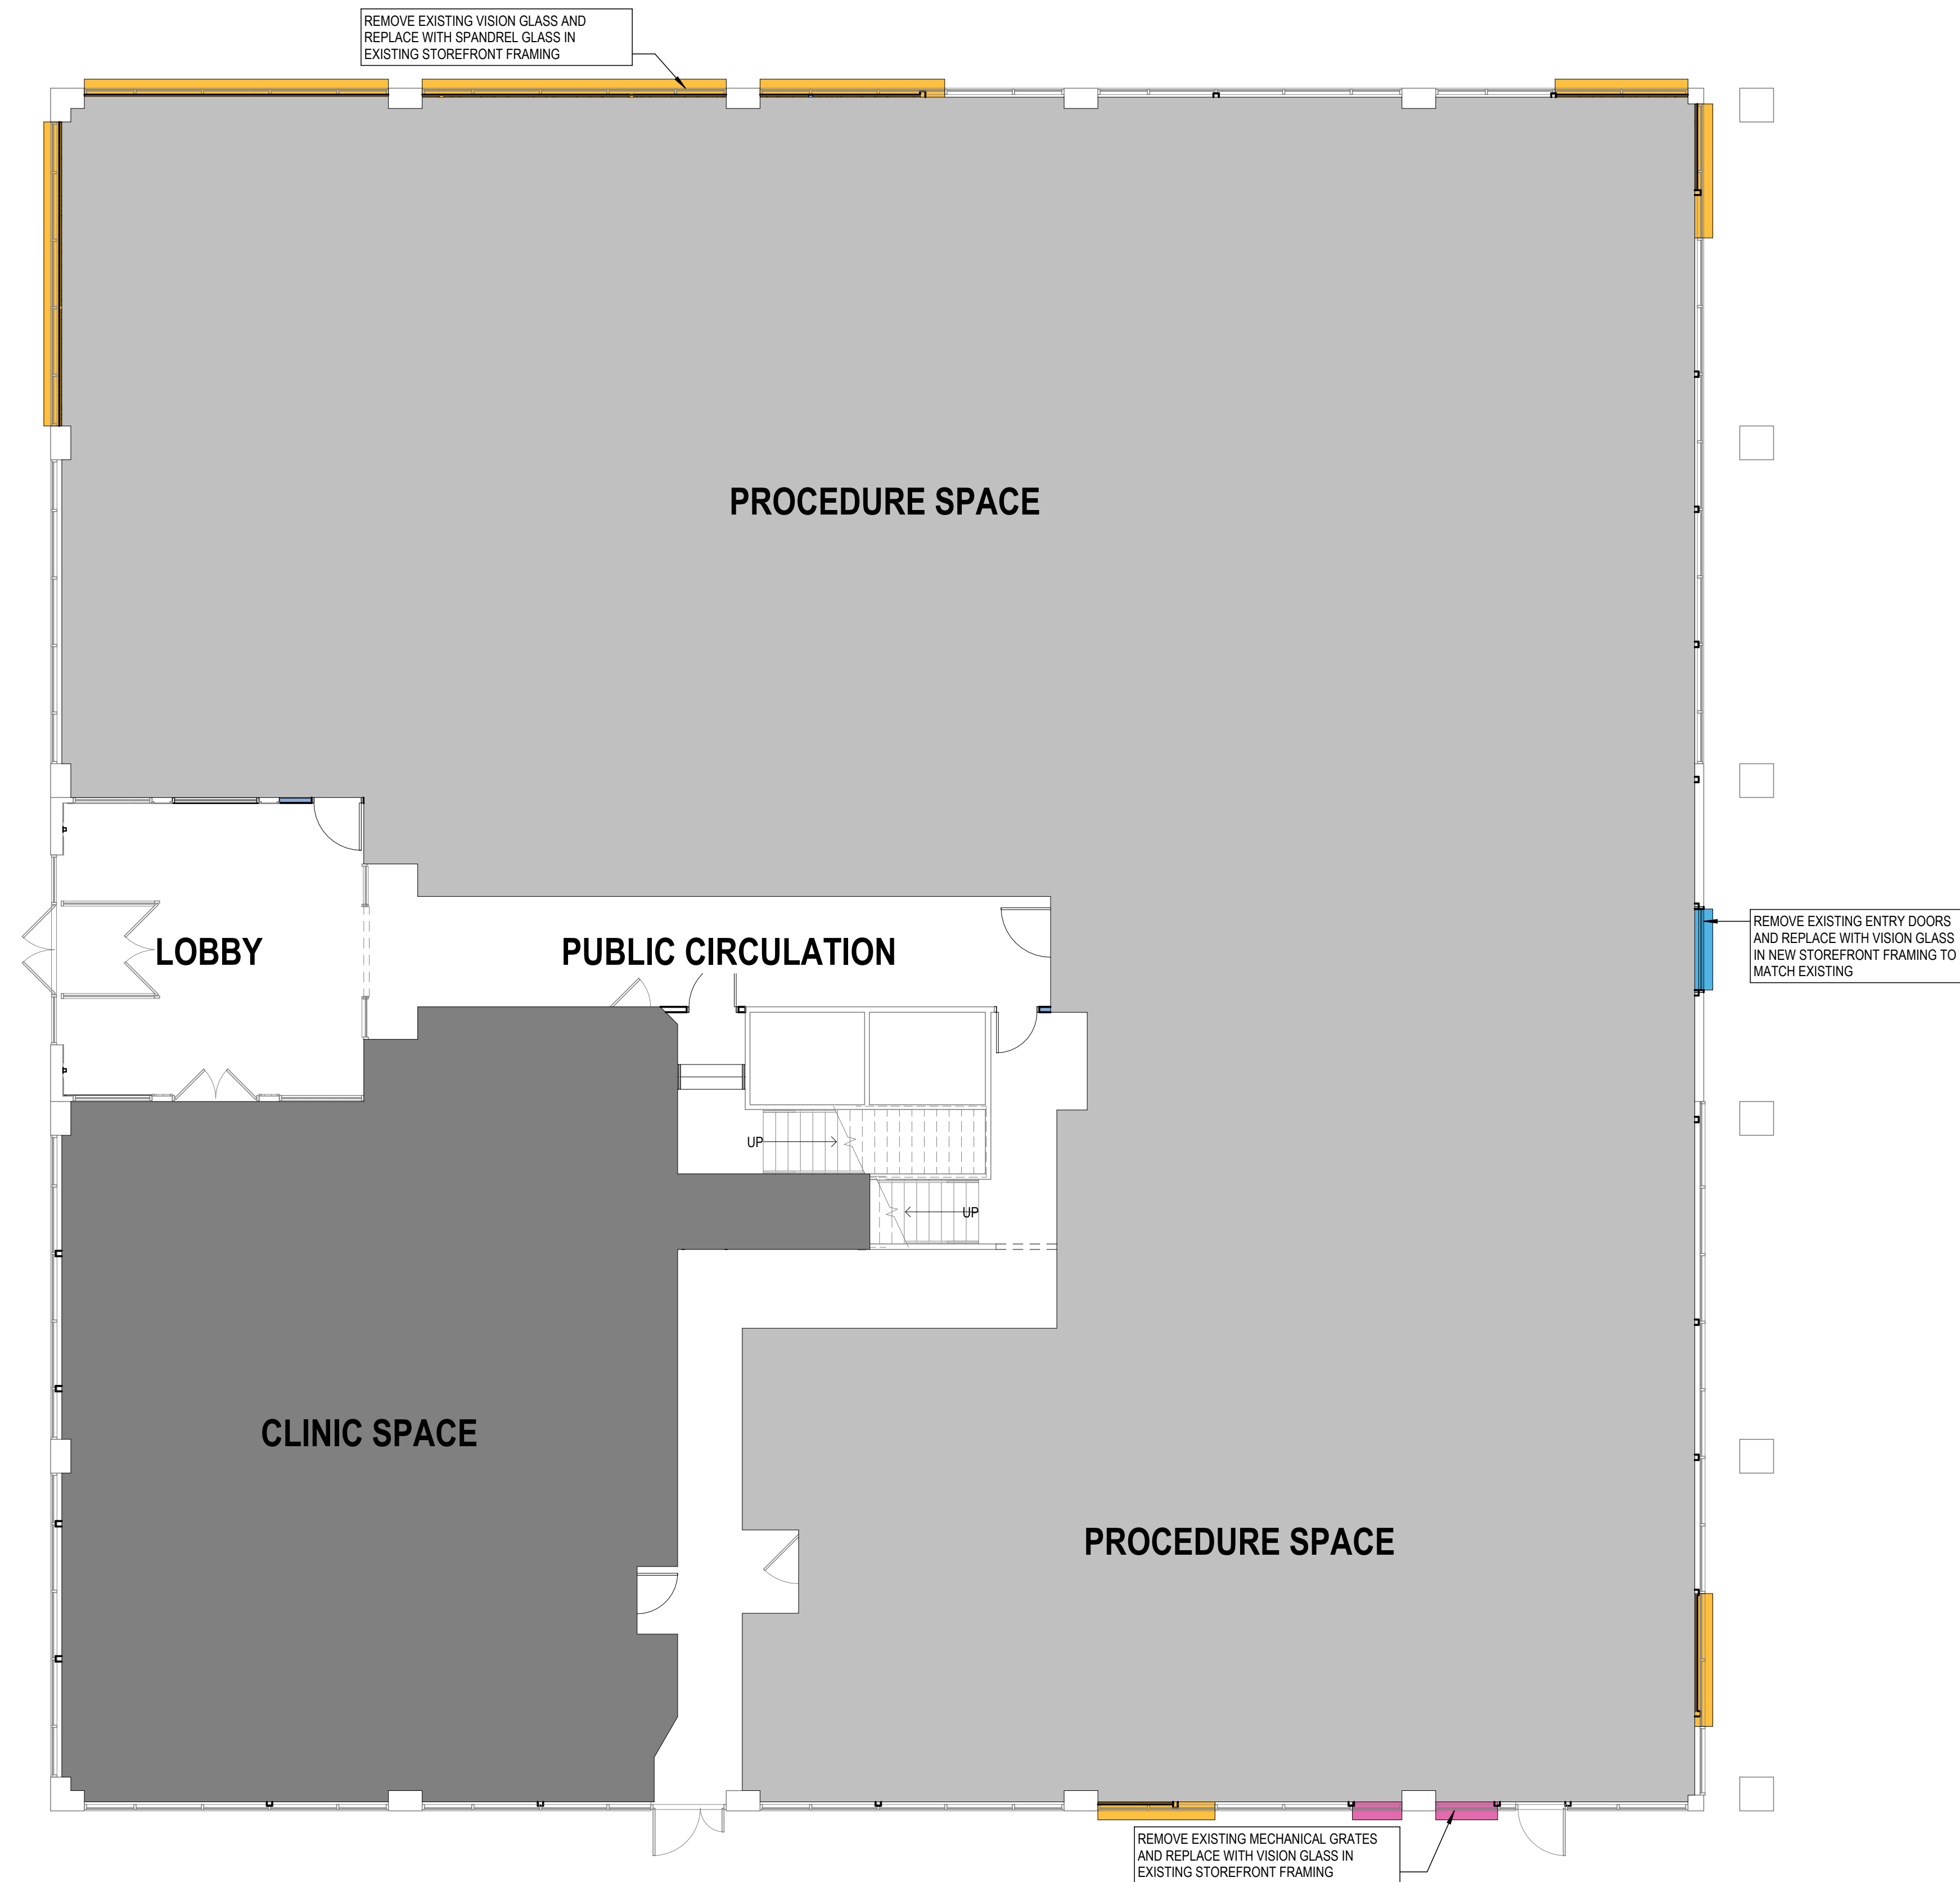 REMOVE EXISTING VISION GLASS AND
REPLACE WITH SPANDREL GLASS IN
EXISTING STOREFRONT FRAMING
PROCEDURE SPACE
REMOVE EXISTING ENTRY DOORS
AND REPLACE WITH VISION GLASS
IN NEW STOREFRONT FRAMING TO
MATCH EXISTING
LOBBY
PUBLIC CIRCULATION
UP
UP
CLINIC SPACE
PROCEDURE SPACE
REMOVE EXISTING MECHANICAL GRATES
AND REPLACE WITH VISION GLASS IN
EXISTING STOREFRONT FRAMING